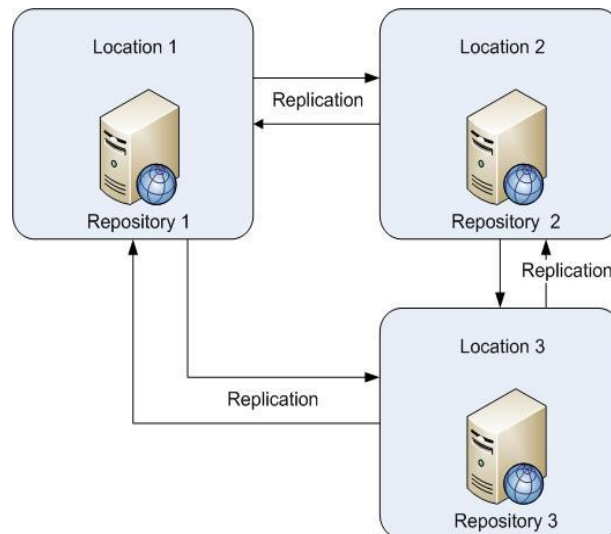 Location 1
Location 2
Replication
Repository 1
Repository 2
Replication
Location 3
Replication
Repository 3